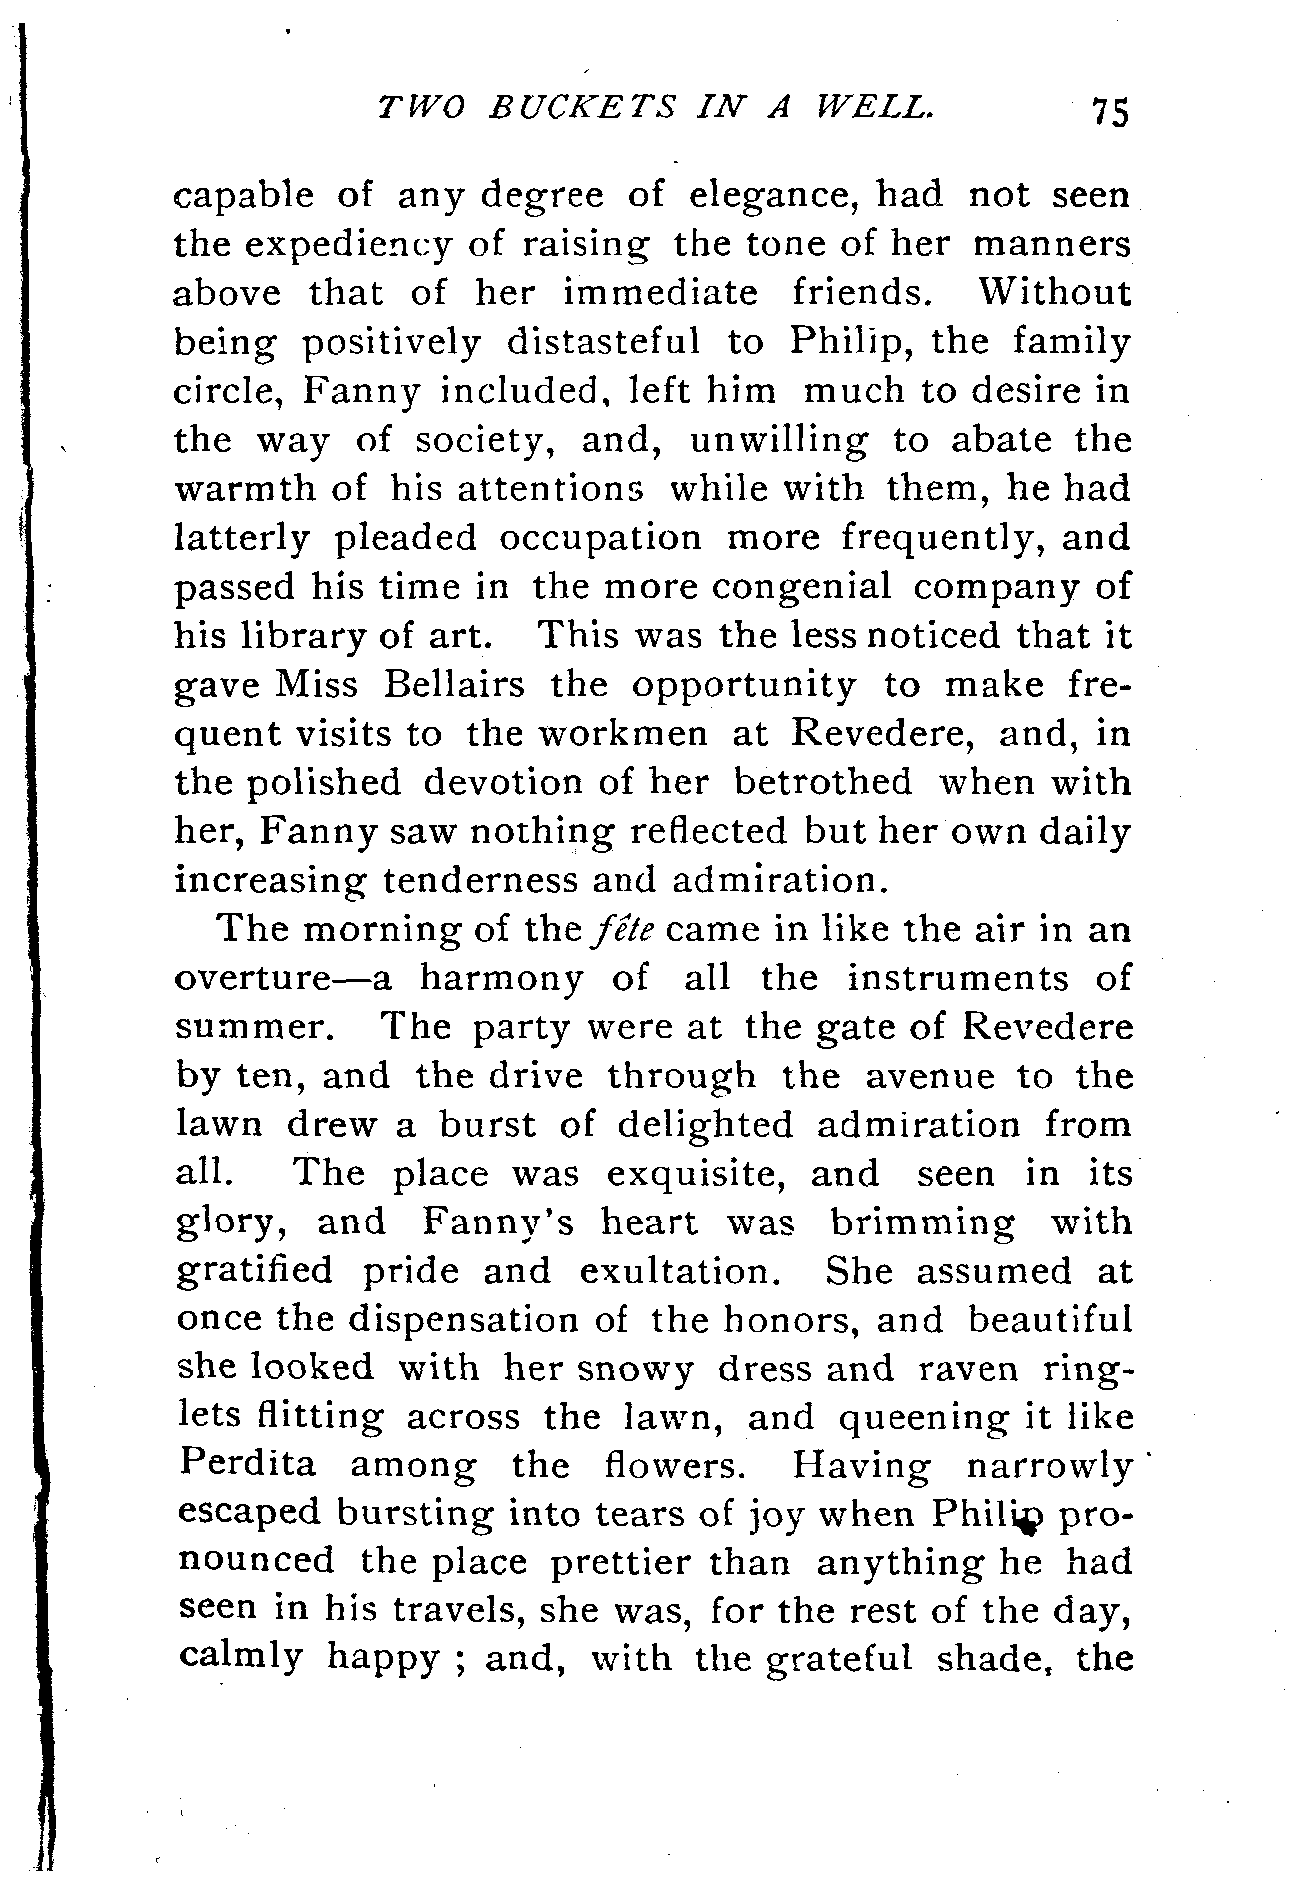 TWO BUCKETS IN A WELL. 75
capable of any degree of elegance, had not seen
the expediency of raising the tone of her manners
above that of her immediate friends. Without
being positively distasteful to Philip, the family
circle, Fanny included, left him much to desire in
the way of society, and, unwilling to abate the
warmth of his attentions while with them, he had
latterly pleaded occupation more frequently, and
passed his time in the more congenial company of
his library of art. This was the less noticed that it
gave Miss Bellairs the opportunity to make fre-
quent visits to the workmen at Revedere, and, in
the polished devotion of her betrothed when with
her, Fanny saw nothing reflected but her own daily
increasing tenderness and admiration.
The morning of the fête came in like the air in an
overture—a harmony of all the instruments of
summer. The party were at the gate of Revedere
by ten, and the drive through the avenue to the
lawn drew a burst of delighted admiration from
all. The place was exquisite, and seen in its
glory, and Fanny's heart was brimming with
gratified pride and exultation. She assumed at
once the dispensation of the honors, and beautiful
she looked with her snowy dress and raven ring-
lets flitting across the lawn, and queening it like
Perdita among the flowers. Having narrowly
escaped bursting into tears of joy when Philip pro-
nounced the place prettier than anything he had
seen in his travels, she was, for the rest of the day,
calmly happy ; and, with the grateful shade, the